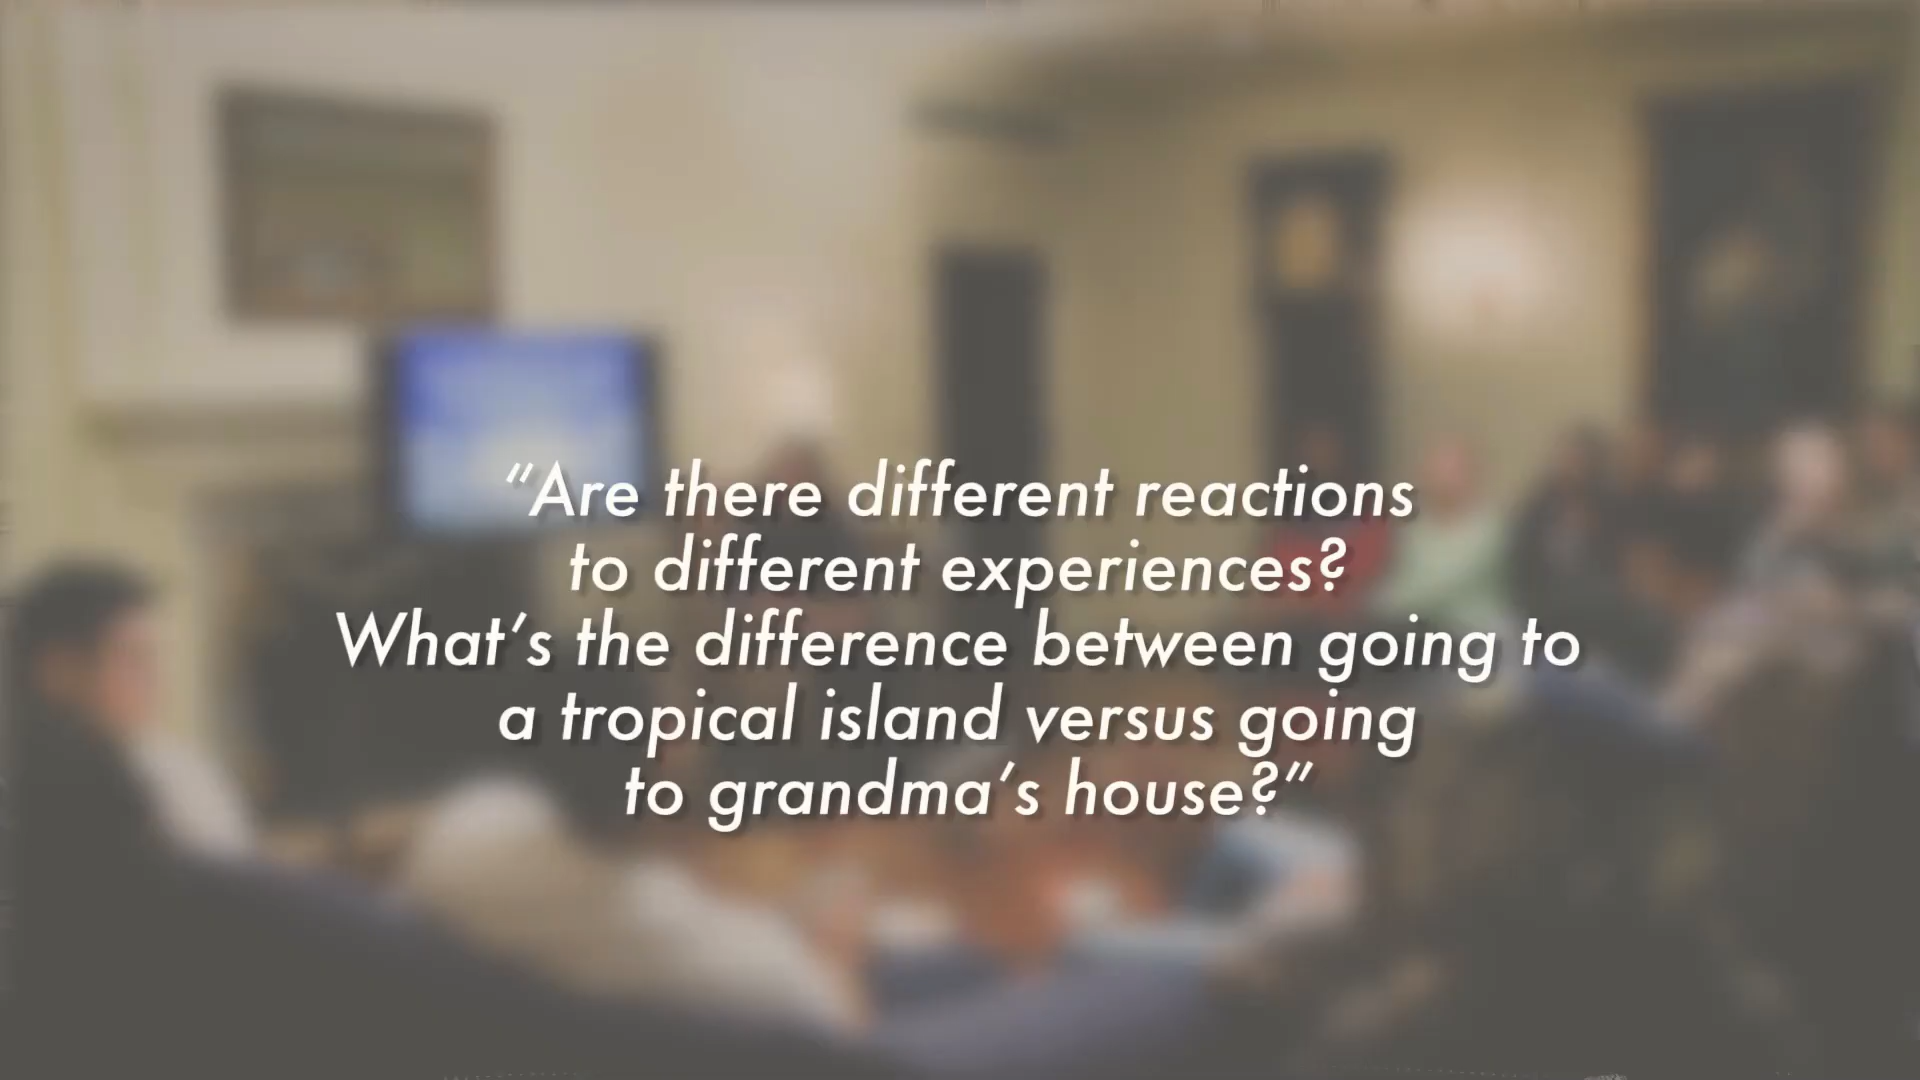 “Are there different reactions
to different experiences?
What’s the difference between going to
a tropical island versus going
to grandma’s house?”